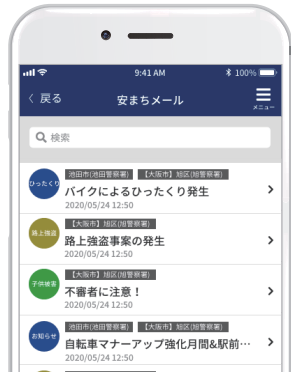 9:41 AM 100%
戻る 安まちメール メニュー
検索
ひったくり 池田市(池田警察署) 【大阪市】旭区(旭警察署)
バイクによるひったくり発生
2020/05/24 12:50
路上強盗 【大阪市】旭区(旭警察署)
路上強盗事案の発生
2020/05/24 12:50
子供被害 【大阪市】旭区(旭警察署)
不審者に注意！
2020/05/24 12:50
お知らせ 池田市(池田警察署) 【大阪市】旭区(旭警察署)
自転車マナーアップ強化月間&駅前…
2020/05/24 12:50